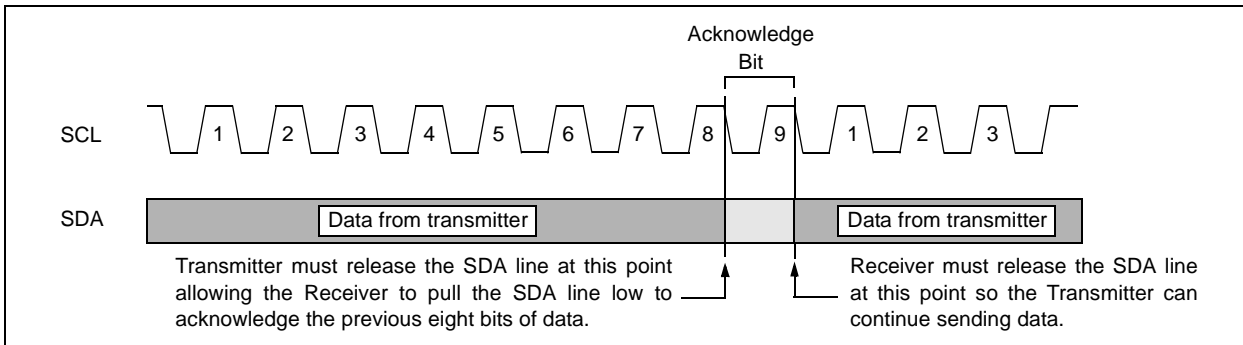 Acknowledge
Bit
SCL
1 2 3 4 5 6 7 8 9 1 2 3
SDA
Data from transmitter
Data from transmitter
Transmitter must release the SDA line at this point
allowing the Receiver to pull the SDA line low to
acknowledge the previous eight bits of data.
Receiver must release the SDA line
at this point so the Transmitter can
continue sending data.